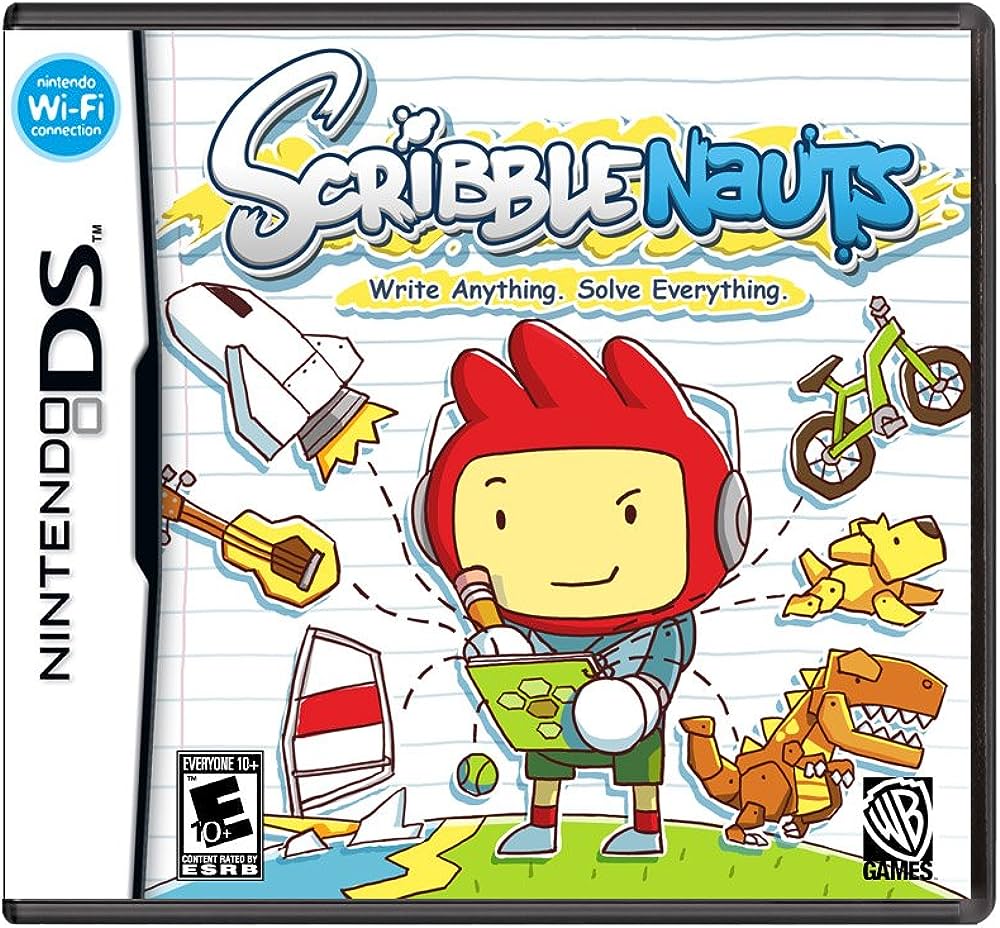 nintendo
Wi-Fi
connection
SCRIBBLENAUTS
Write Anything. Solve Everything.
NINTENDO DS™
EVERYONE 10+
™
E
10+
CONTENT RATED BY
ESRB
WB
GAMES